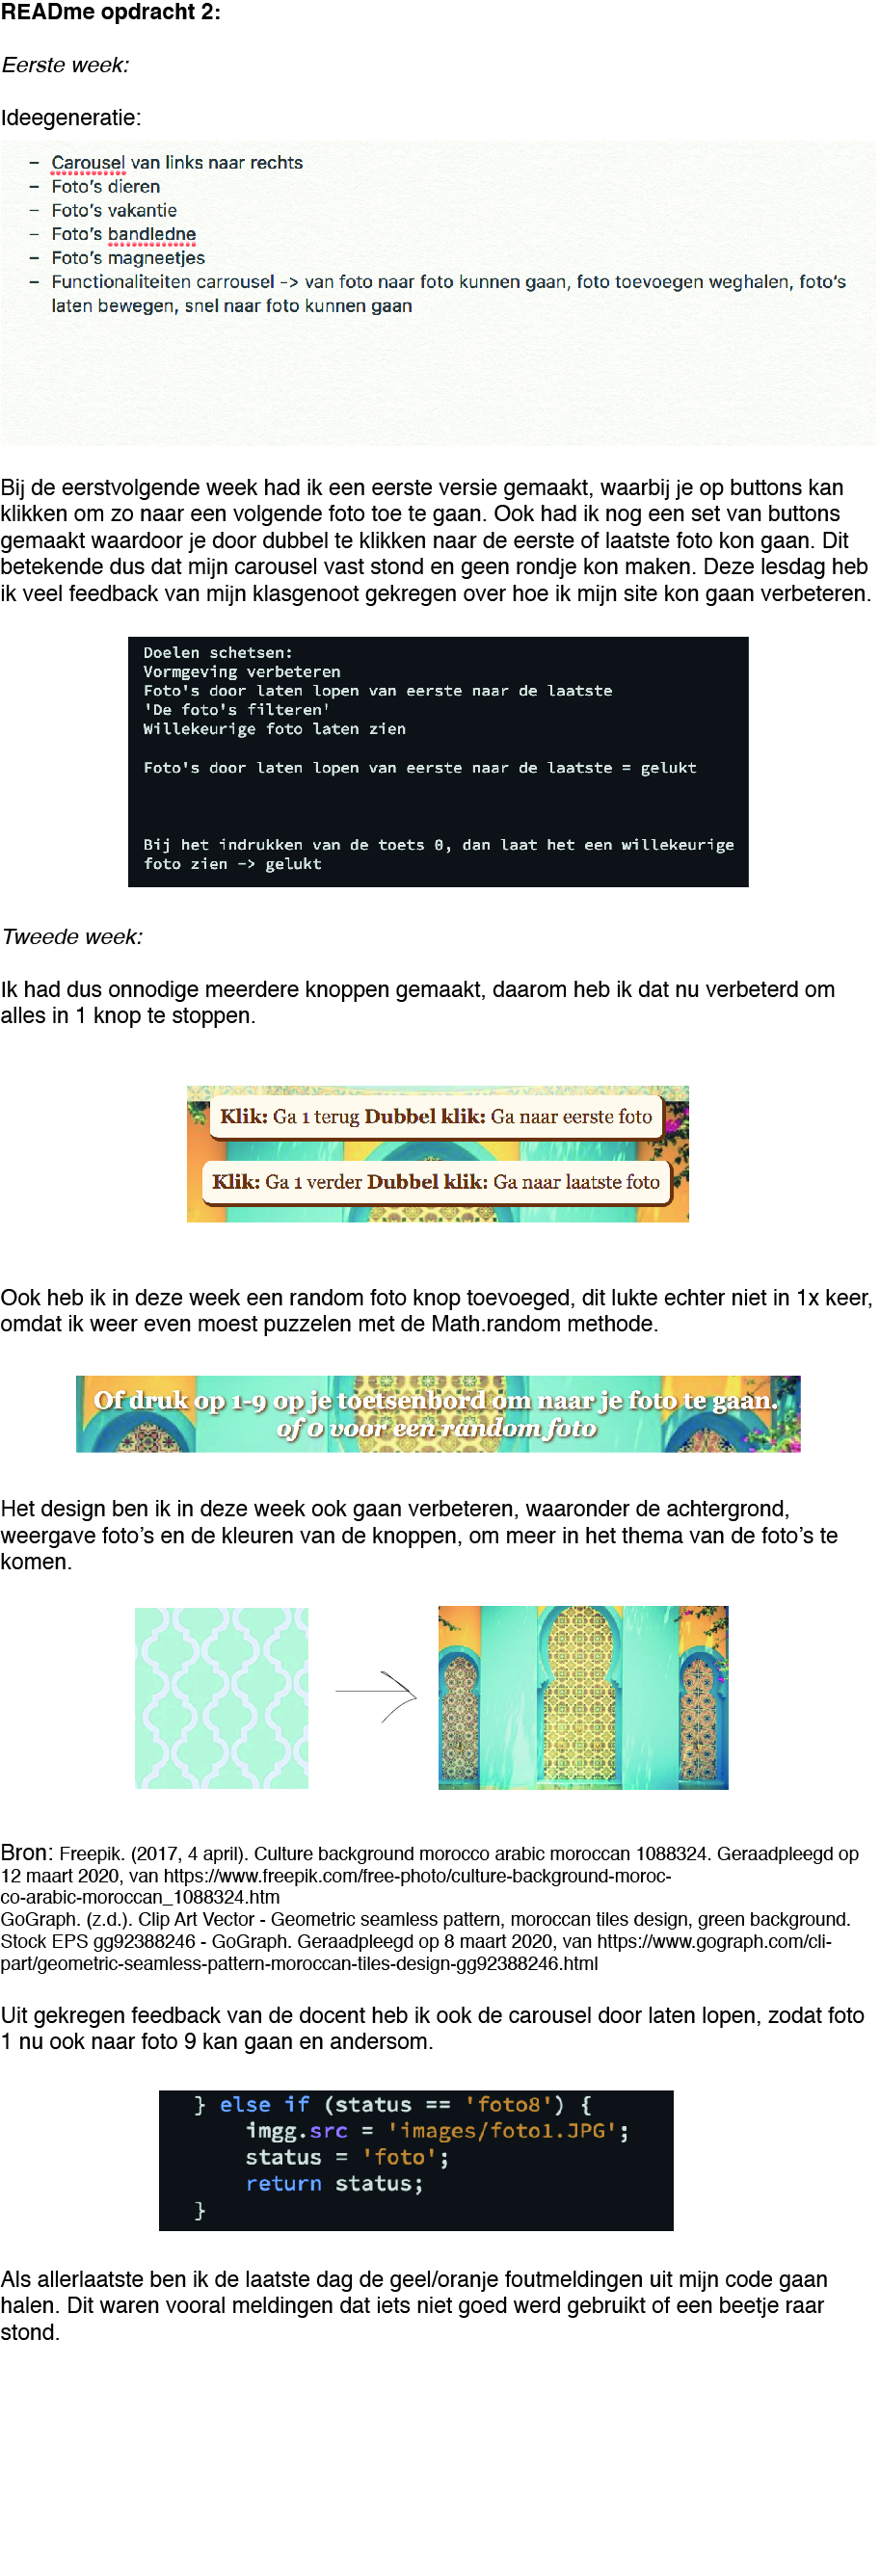 READme opdracht 2:
Eerste week:
Ideegeneratie:
– Carousel van links naar rechts
– Foto's dieren
– Foto's vakantie
– Foto's bandledne
– Foto's magneetjes
– Functionaliteiten carrousel -> van foto naar foto kunnen gaan, foto toevoegen weghalen, foto's
laten bewegen, snel naar foto kunnen gaan
Bij de eerstvolgende week had ik een eerste versie gemaakt, waarbij je op buttons kan
klikken om zo naar een volgende foto toe te gaan. Ook had ik nog een set van buttons
gemaakt waardoor je door dubbel te klikken naar de eerste of laatste foto kon gaan. Dit
betekende dus dat mijn carousel vast stond en geen rondje kon maken. Deze lesdag heb
ik veel feedback van mijn klasgenoot gekregen over hoe ik mijn site kon gaan verbeteren.
Doelen schetsen:
Vormgeving verbeteren
Foto's door laten lopen van eerste naar de laatste
'De foto's filteren'
Willekeurige foto laten zien
Foto's door laten lopen van eerste naar de laatste = gelukt
Bij het indrukken van de toets 0, dan laat het een willekeurige
foto zien -> gelukt
Tweede week:
Ik had dus onnodige meerdere knoppen gemaakt, daarom heb ik dat nu verbeterd om
alles in 1 knop te stoppen.
Klik: Ga 1 terug Dubbel klik: Ga naar eerste foto
Klik: Ga 1 verder Dubbel klik: Ga naar laatste foto
Ook heb ik in deze week een random foto knop toevoeged, dit lukte echter niet in 1x keer,
omdat ik weer even moest puzzelen met de Math.random methode.
Of druk op 1-9 op je toetsenbord om naar je foto te gaan.
of 0 voor een random foto
Het design ben ik in deze week ook gaan verbeteren, waaronder de achtergrond,
weergave foto's en de kleuren van de knoppen, om meer in het thema van de foto's te
komen.
Bron: Freepik. (2017, 4 april). Culture background morocco arabic moroccan 1088324. Geraadpleegd op
12 maart 2020, van https://www.freepik.com/free-photo/culture-background-moroc-
co-arabic-moroccan_1088324.htm
GoGraph. (z.d.). Clip Art Vector - Geometric seamless pattern, moroccan tiles design, green background.
Stock EPS gg92388246 - GoGraph. Geraadpleegd op 8 maart 2020, van https://www.gograph.com/cli-
part/geometric-seamless-pattern-moroccan-tiles-design-gg92388246.html
Uit gekregen feedback van de docent heb ik ook de carousel door laten lopen, zodat foto
1 nu ook naar foto 9 kan gaan en andersom.
} else if (status == 'foto8') {
imgg.src = 'images/foto1.JPG';
status = 'foto';
return status;
}
Als allerlaatste ben ik de laatste dag de geel/oranje foutmeldingen uit mijn code gaan
halen. Dit waren vooral meldingen dat iets niet goed werd gebruikt of een beetje raar
stond.